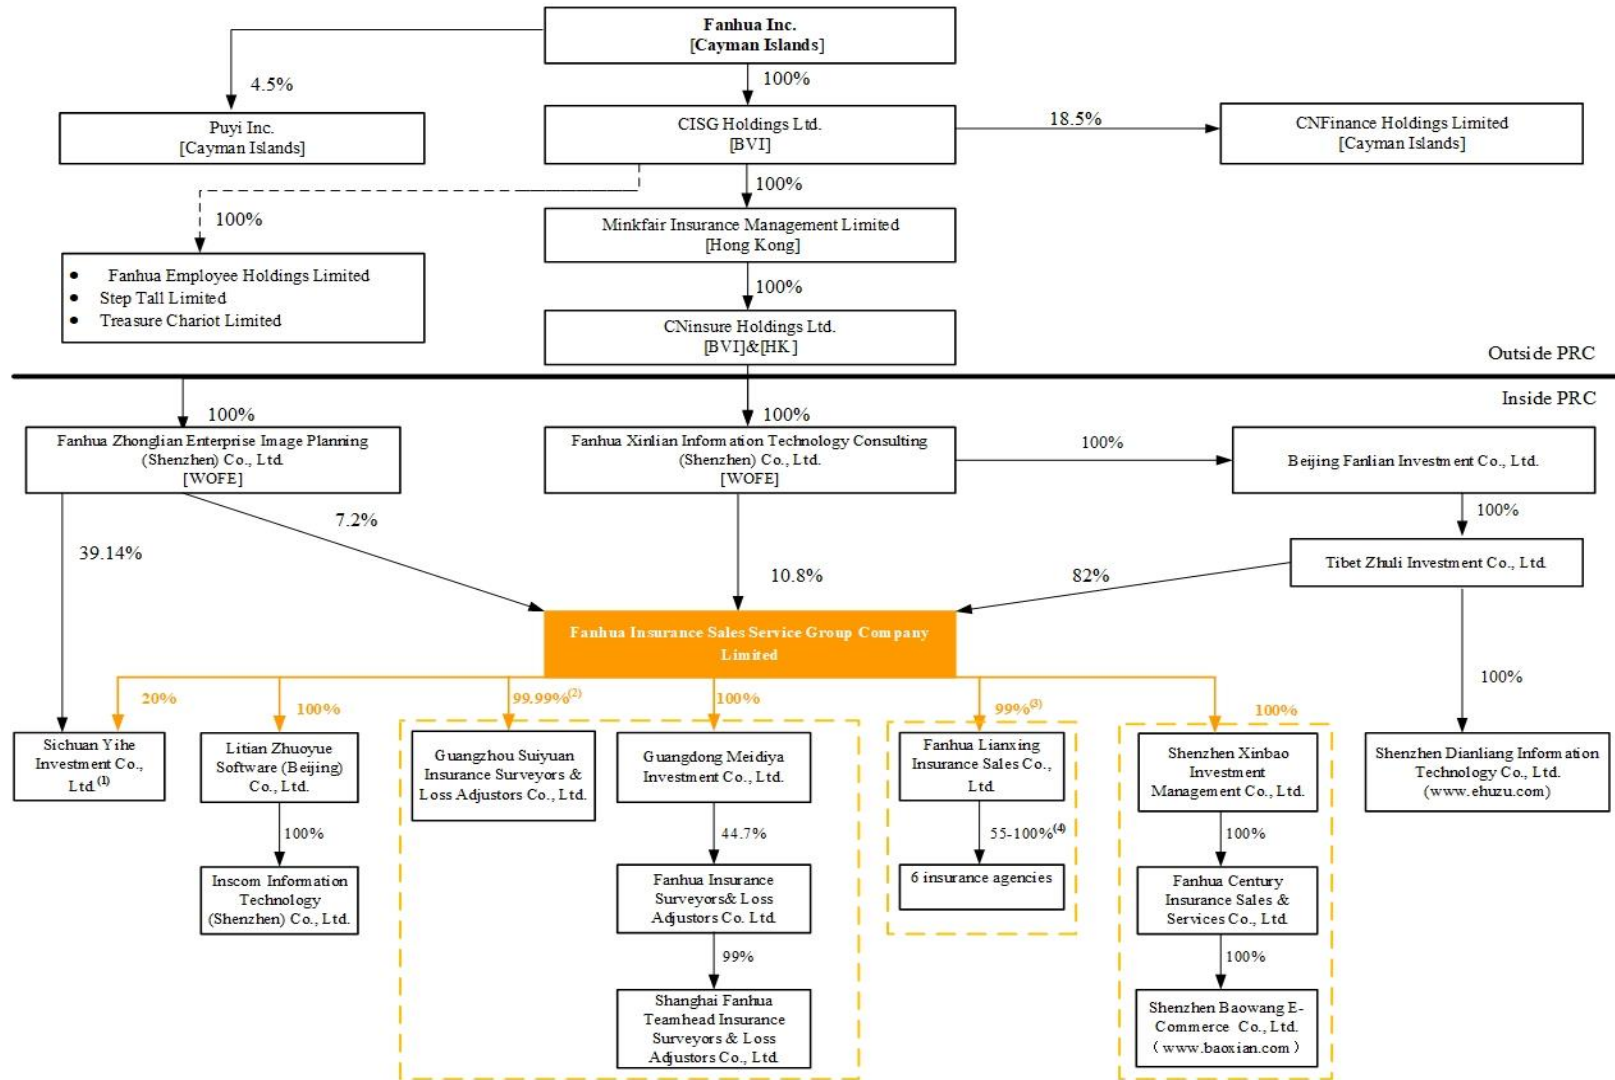 Fanhua Inc.
[Cayman Islands]
4.5%
100%
Puyi Inc.
[Cayman Islands]
CISG Holdings Ltd.
[BVI]
18.5%
CNFinance Holdings Limited
[Cayman Islands]
100%
100%
Minkfair Insurance Management Limited
[Hong Kong]
• Fanhua Employee Holdings Limited
• Step Tall Limited
• Treasure Chariot Limited
100%
CNinsure Holdings Ltd.
[BVI]&[HK]
Outside PRC
Inside PRC
100%
100%
Fanhua Zhonglian Enterprise Image Planning
(Shenzhen) Co., Ltd.
[WOFE]
Fanhua Xinlian Information Technology Consulting
(Shenzhen) Co., Ltd.
[WOFE]
100%
Beijing Fanlian Investment Co., Ltd.
100%
7.2%
39.14%
10.8%
82%
Tibet Zhuli Investment Co., Ltd
Fanhua Insurance Sales Service Group Company
Limited
100%
20%
100%
99.99%(2)
100%
99%(3)
100%
Sichuan Yihe
Investment Co.,
Ltd.(1)
Litian Zhuoyue
Software (Beijing)
Co., Ltd.
Guangzhou Suiyuan
Insurance Surveyors &
Loss Adjustors Co., Ltd.
Guangdong Meidiya
Investment Co., Ltd.
Fanhua Lianxing
Insurance Sales Co.,
Ltd.
Shenzhen Xinbao
Investment
Management Co., Ltd.
Shenzhen Dianliang Information
Technology Co., Ltd.
(www.ehuzu.com)
100%
44.7%
55-100%(4)
100%
Inscom Information
Technology
(Shenzhen) Co., Ltd.
Fanhua Insurance
Surveyors& Loss
Adjustors Co. Ltd.
6 insurance agencies
Fanhua Century
Insurance Sales &
Services Co., Ltd.
99%
100%
Shanghai Fanhua
Teamhead Insurance
Surveyors & Loss
Adjustors Co., Ltd.
Shenzhen Baowang E-
Commerce Co., Ltd.
（www.baoxian.com）